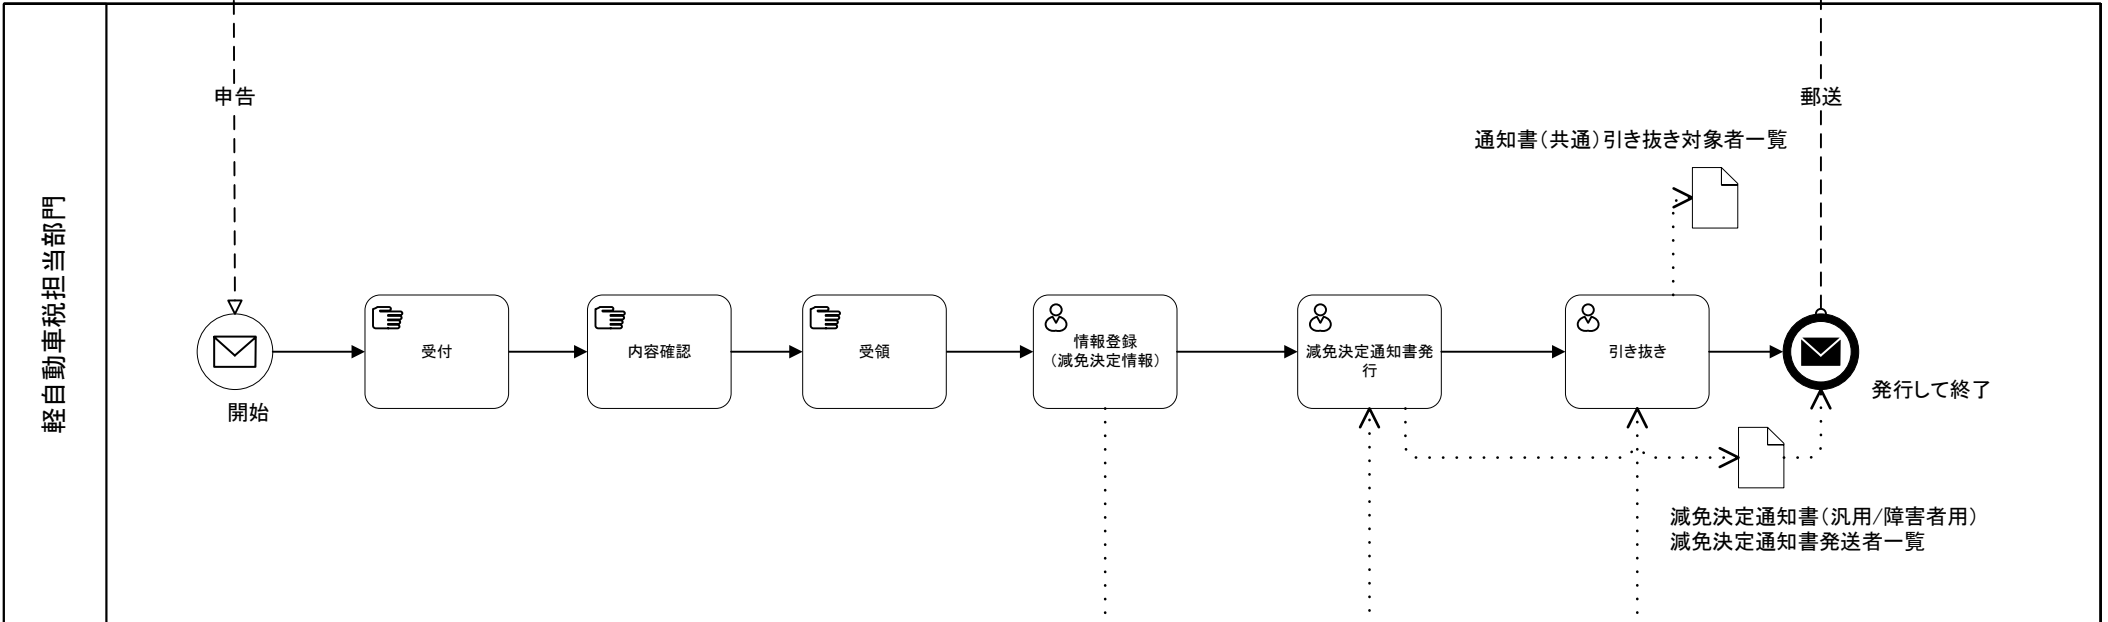 軽自動車税担当部門
申告
郵送
通知書（共通）引き抜き対象者一覧
開始
受付
内容確認
受領
情報登録
（減免決定情報）
減免決定通知書発
行
引き抜き
発行して終了
減免決定通知書（汎用/障害者用）
減免決定通知書発送者一覧